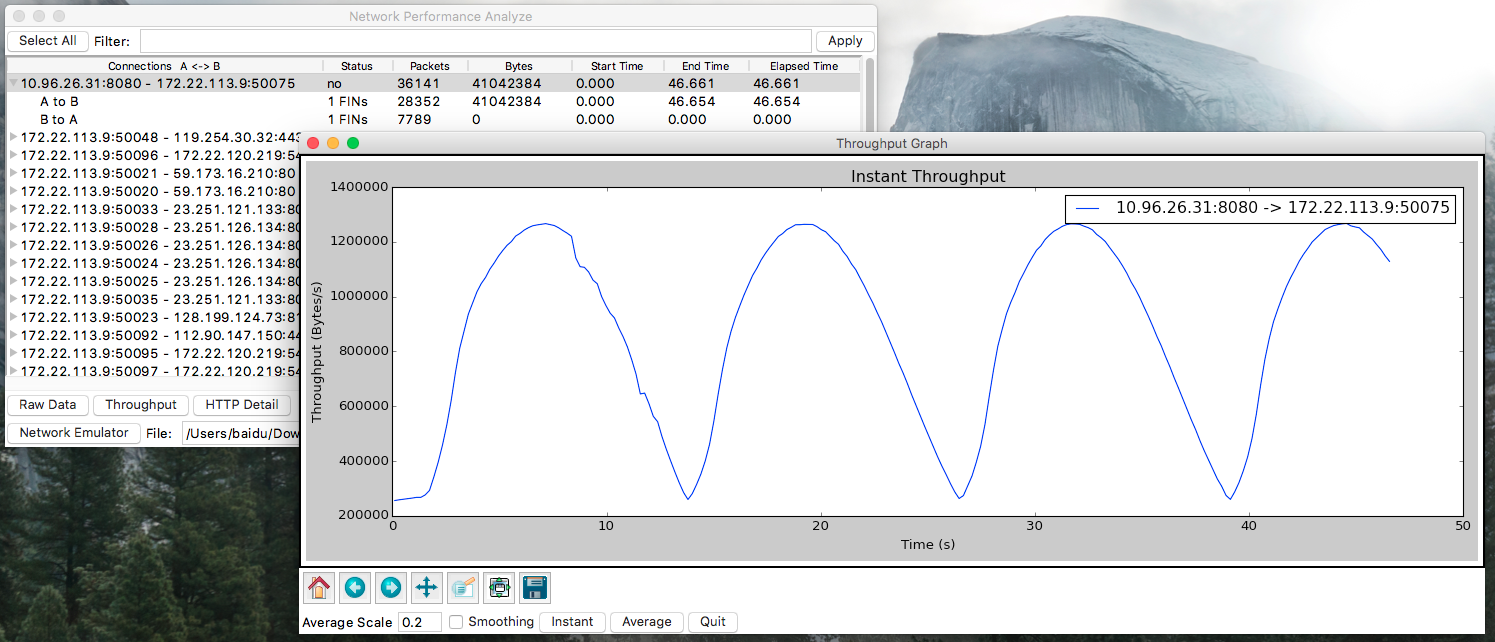 Network Performance Analyze
Select All Filter: Apply
Connections A <-> B Status Packets Bytes Start Time End Time Elapsed Time
10.96.26.31:8080 - 172.22.113.9:50075 no 36141 41042384 0.000 46.661 46.661
A to B 1 FINs 28352 41042384 0.000 46.654 46.654
B to A 1 FINs 7789 0 0.000 0.000 0.000
172.22.113.9:50048 - 119.254.30.32:443
172.22.113.9:50096 - 172.22.120.219:54
172.22.113.9:50021 - 59.173.16.210:80
172.22.113.9:50020 - 59.173.16.210:80
172.22.113.9:50033 - 23.251.121.133:80
172.22.113.9:50028 - 23.251.126.134:80
172.22.113.9:50026 - 23.251.126.134:80
172.22.113.9:50024 - 23.251.126.134:80
172.22.113.9:50025 - 23.251.126.134:80
172.22.113.9:50035 - 23.251.121.133:80
172.22.113.9:50023 - 128.199.124.73:81
172.22.113.9:50092 - 112.90.147.150:44
172.22.113.9:50095 - 172.22.120.219:54
172.22.113.9:50097 - 172.22.120.219:54
Raw Data Throughput HTTP Detail
Network Emulator File: /Users/baidu/Dow
Throughput Graph
Instant Throughput
10.96.26.31:8080 -> 172.22.113.9:50075
Throughput (Bytes/s)
1400000
1200000
1000000
800000
600000
400000
200000
0 10 20 30 40 50
Time (s)
Average Scale 0.2 Smoothing Instant Average Quit